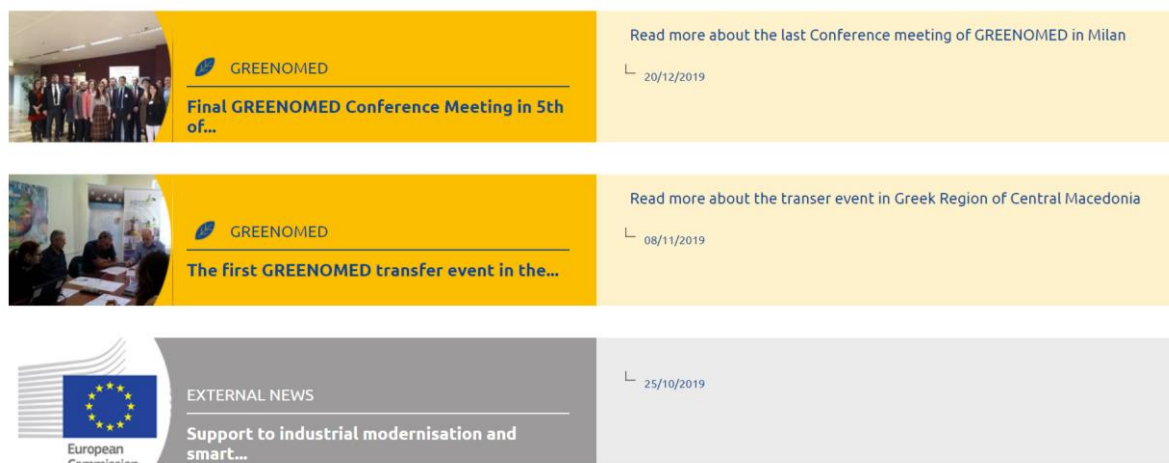 GREENOMED
Final GREENOMED Conference Meeting in 5th
of...
Read more about the last Conference meeting of GREENOMED in Milan
20/12/2019
GREENOMED
The first GREENOMED transfer event in the...
Read more about the transer event in Greek Region of Central Macedonia
08/11/2019
European
Commission
EXTERNAL NEWS
Support to industrial modernisation and
smart...
25/10/2019